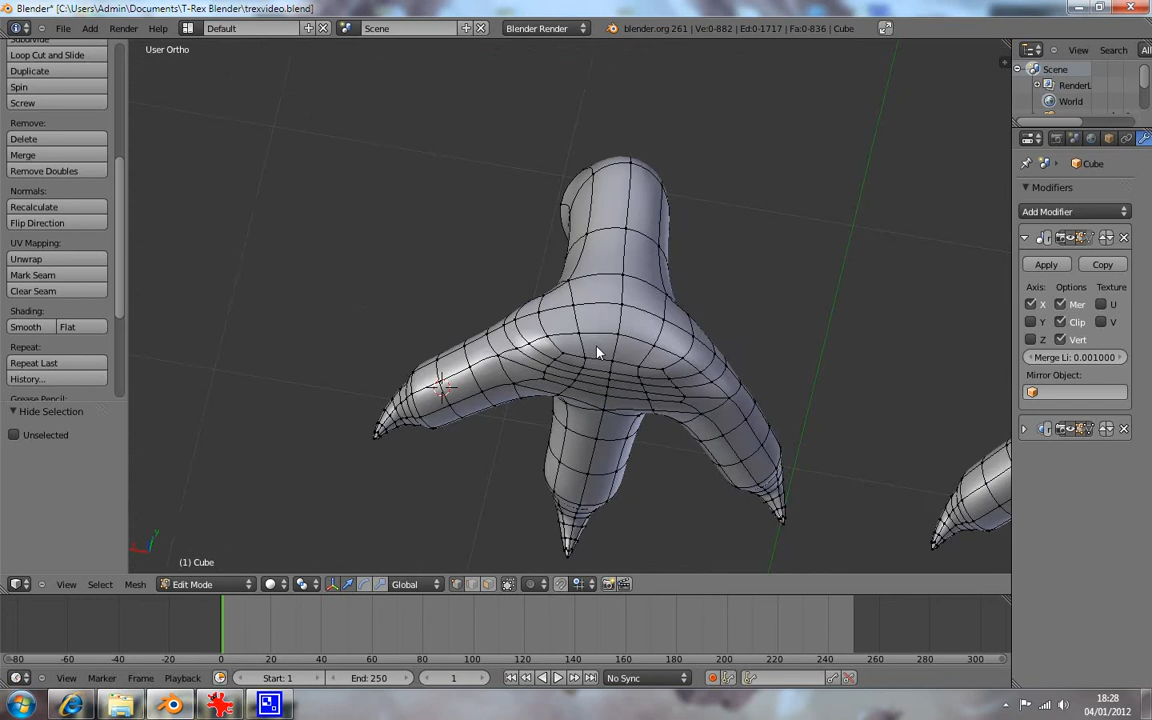 Blender* [C:\Users\Admin\Documents\T-Rex Blender\trexvideo.blend]
File Add Render Help Default Scene Blender Render blender.org 261 | Ve:0-882 | Ed:0-1717 | Fa:0-836 | Cube View Search All
User Ortho
Loop Cut and Slide
Duplicate
Spin
Screw
Remove:
Delete
Merge
Remove Doubles
Normals:
Recalculate
Flip Direction
UV Mapping:
Unwrap
Mark Seam
Clear Seam
Shading:
Smooth Flat
Repeat:
Repeat Last
History...
Grease Pencil:
Hide Selection
Unselected
Scene
RenderL
World
Cube
Modifiers
Add Modifier
Apply Copy
Axis: Options Texture
X Mer U
Y Clip V
Z Vert
Merge Li: 0.001000
Mirror Object:
x y
(1) Cube
View Select Mesh Edit Mode Global
-80 -60 -40 -20 0 20 40 60 80 100 120 140 160 180 200 220 240 260 280 300
View Marker Frame Playback Start: 1 End: 250 1 No Sync
18:28
04/01/2012